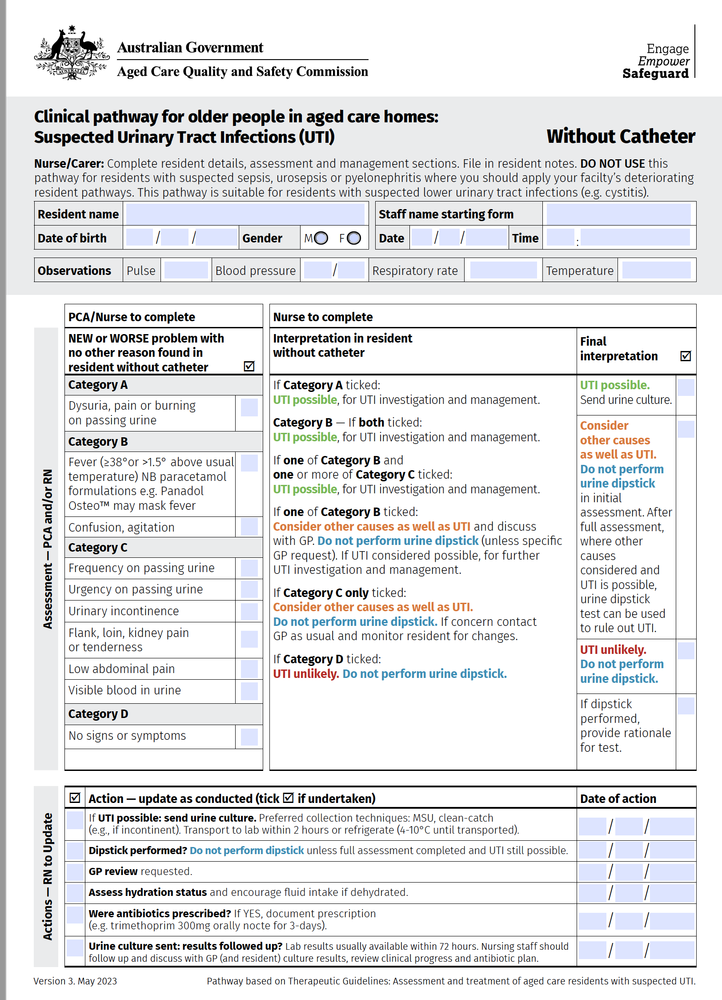 AUSTRALIA
Australian Government
Aged Care Quality and Safety Commission
Engage
Empower
Safeguard
Clinical pathway for older people in aged care homes:
Suspected Urinary Tract Infections (UTI)
Without Catheter
Nurse/Carer: Complete resident details, assessment and management sections. File in resident notes. DO NOT USE this
pathway for residents with suspected sepsis, urosepsis or pyelonephritis where you should apply your facilty’s deteriorating
resident pathways. This pathway is suitable for residents with suspected lower urinary tract infections (e.g. cystitis).
Resident name
Staff name starting form
Date of birth / / Gender M F
Date / / Time :
Observations Pulse Blood pressure / Respiratory rate Temperature
Assessment — PCA and/or RN
PCA/Nurse to complete
NEW or WORSE problem with
no other reason found in
resident without catheter ☑
Category A
Dysuria, pain or burning
on passing urine
Category B
Fever (≥38°or >1.5° above usual
temperature) NB paracetamol
formulations e.g. Panadol
Osteo™ may mask fever
Confusion, agitation
Category C
Frequency on passing urine
Urgency on passing urine
Urinary incontinence
Flank, loin, kidney pain
or tenderness
Low abdominal pain
Visible blood in urine
Category D
No signs or symptoms
Nurse to complete
Interpretation in resident
without catheter
If Category A ticked:
UTI possible, for UTI investigation and management.
Category B — If both ticked:
UTI possible, for UTI investigation and management.
If one of Category B and
one or more of Category C ticked:
UTI possible, for UTI investigation and management.
If one of Category B ticked:
Consider other causes as well as UTI and discuss
with GP. Do not perform urine dipstick (unless specific
GP request). If UTI considered possible, for further
UTI investigation and management.
If Category C only ticked:
Consider other causes as well as UTI.
Do not perform urine dipstick. If concern contact
GP as usual and monitor resident for changes.
If Category D ticked:
UTI unlikely. Do not perform urine dipstick.
Final
interpretation ☑
UTI possible.
Send urine culture.
Consider
other causes
as well as UTI.
Do not perform
urine dipstick
in initial
assessment. After
full assessment,
where other
causes
considered and
UTI is possible,
urine dipstick
test can be used
to rule out UTI.
UTI unlikely.
Do not perform
urine dipstick.
If dipstick
performed,
provide rationale
for test.
Actions — RN to Update
☑ Action — update as conducted (tick ☑ if undertaken) Date of action
If UTI possible: send urine culture. Preferred collection techniques: MSU, clean-catch
(e.g., if incontinent). Transport to lab within 2 hours or refrigerate (4-10°C until transported).
/ /
Dipstick performed? Do not perform dipstick unless full assessment completed and UTI still possible. / /
GP review requested. / /
Assess hydration status and encourage fluid intake if dehydrated. / /
Were antibiotics prescribed? If YES, document prescription
(e.g. trimethoprim 300mg orally nocte for 3-days).
/ /
Urine culture sent: results followed up? Lab results usually available within 72 hours. Nursing staff should
follow up and discuss with GP (and resident) culture results, review clinical progress and antibiotic plan.
/ /
Version 3. May 2023
Pathway based on Therapeutic Guidelines: Assessment and treatment of aged care residents with suspected UTI.